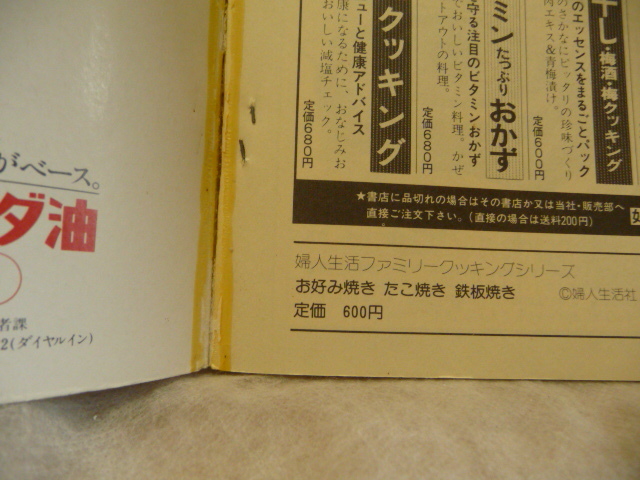 がベース。
ダ油
者課
2(ダイヤルイン)
干し・梅酒・梅クッキング
のエッセンスをまるごとパック
のさかなにピッタリの珍味づくり
肉エキス&青梅漬け。
定価600円
ミンたっぷりおかず
守る注目のビタミンおかず
でおいしいビタミン料理。かぜ
トアウトの料理。
定価680円
クッキング
ューと健康アドバイス
康になるために、おなじみお
おいしい減塩チェック。
定価680円
★書店に品切れの場合はその書店か又は当社・販売部へ
直接ご注文下さい。(直接の場合は送料200円)
婦人生活ファミリークッキングシリーズ
お好み焼き たこ焼き 鉄板焼き
©婦人生活社
定価 600円